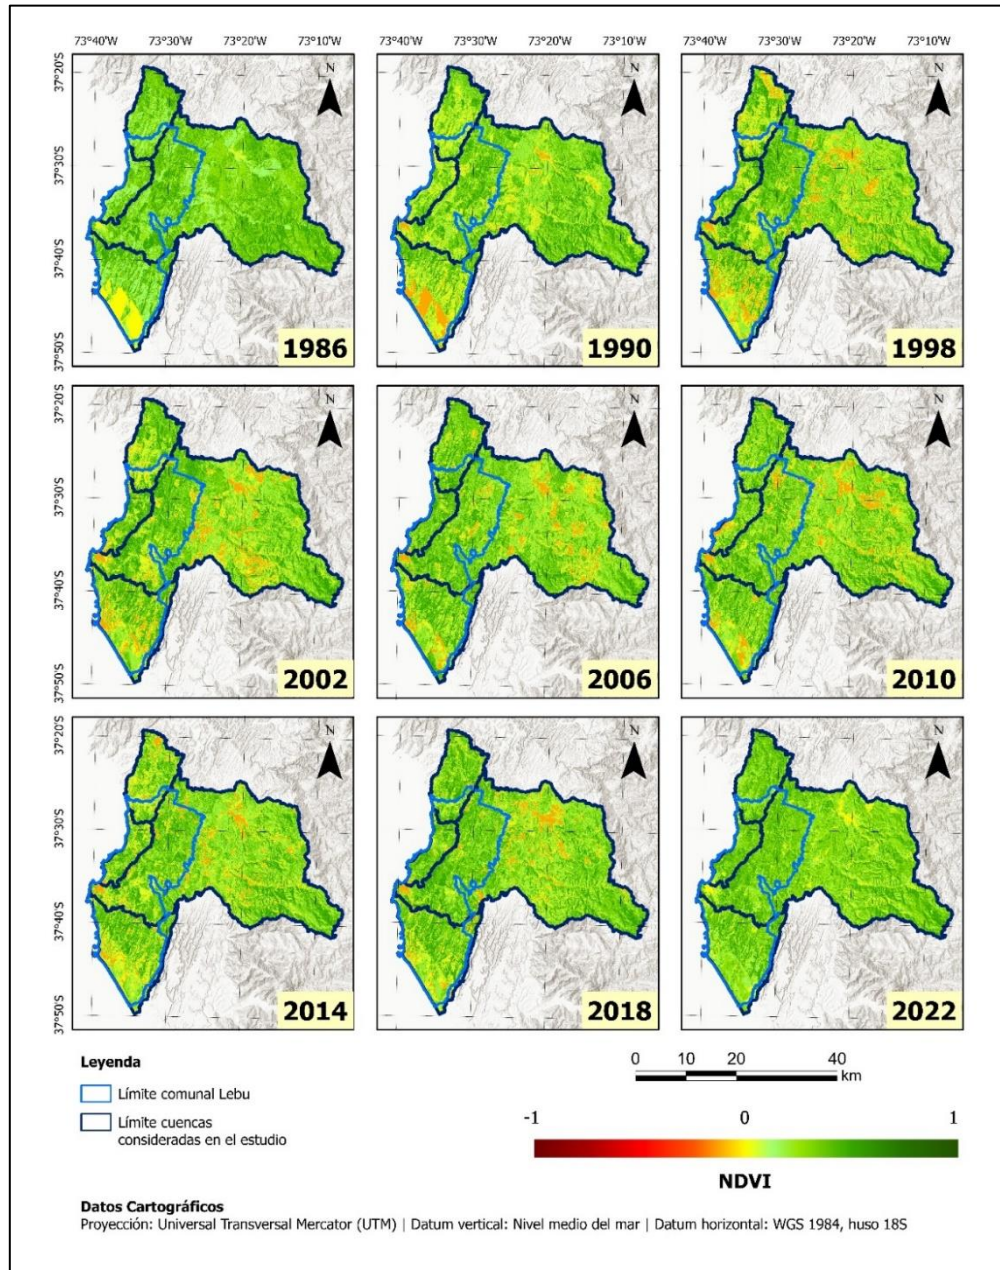 73°40'W 73°30'W 73°20'W 73°10'W 73°40'W 73°30'W 73°20'W 73°10'W 73°40'W 73°30'W 73°20'W 73°10'W
37°20'S
37°30'S
37°40'S
37°50'S
N
N
N
1986
1990
1998
37°20'S
37°30'S
37°40'S
37°50'S
N
N
N
2002
2006
2010
37°20'S
37°30'S
37°40'S
37°50'S
N
N
N
2014
2018
2022
Leyenda
Límite comunal Lebu
Límite cuencas
consideradas en el estudio
0 10 20 40
km
-1 0 1
NDVI
Datos Cartográficos
Proyección: Universal Transversal Mercator (UTM) | Datum vertical: Nivel medio del mar | Datum horizontal: WGS 1984, huso 18S